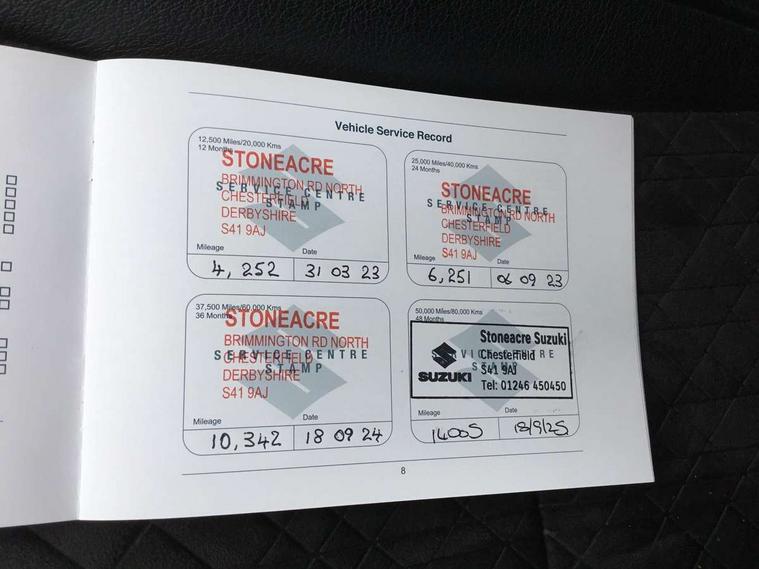 Vehicle Service Record
12,500 Miles/20,000 Kms
12 Months
STONEACRE
BRIMMINGTON RD NORTH
SERVICE CENTRE
CHESTERFIELD
STAMP
DERBYSHIRE
S41 9AJ
Mileage Date
4,252 31 03 23
25,000 Miles/40,000 Kms
24 Months
STONEACRE
SERVICE CENTRE
BRIMMINGTON RD NORTH
STAMP
CHESTERFIELD
DERBYSHIRE
S41 9AJ
Mileage Date
6,251 06 09 23
37,500 Miles/60,000 Kms
36 Months
STONEACRE
BRIMMINGTON RD NORTH
SERVICE CENTRE
CHESTERFIELD
STAMP
DERBYSHIRE
S41 9AJ
Mileage Date
10,342 18 09 24
50,000 Miles/80,000 Kms
48 Months
Stoneacre Suzuki
SERVICE CENTRE
Chesterfield
STAMP
S41 9AJ
SUZUKI
Tel: 01246 450450
Mileage Date
14005 18/9/25
8